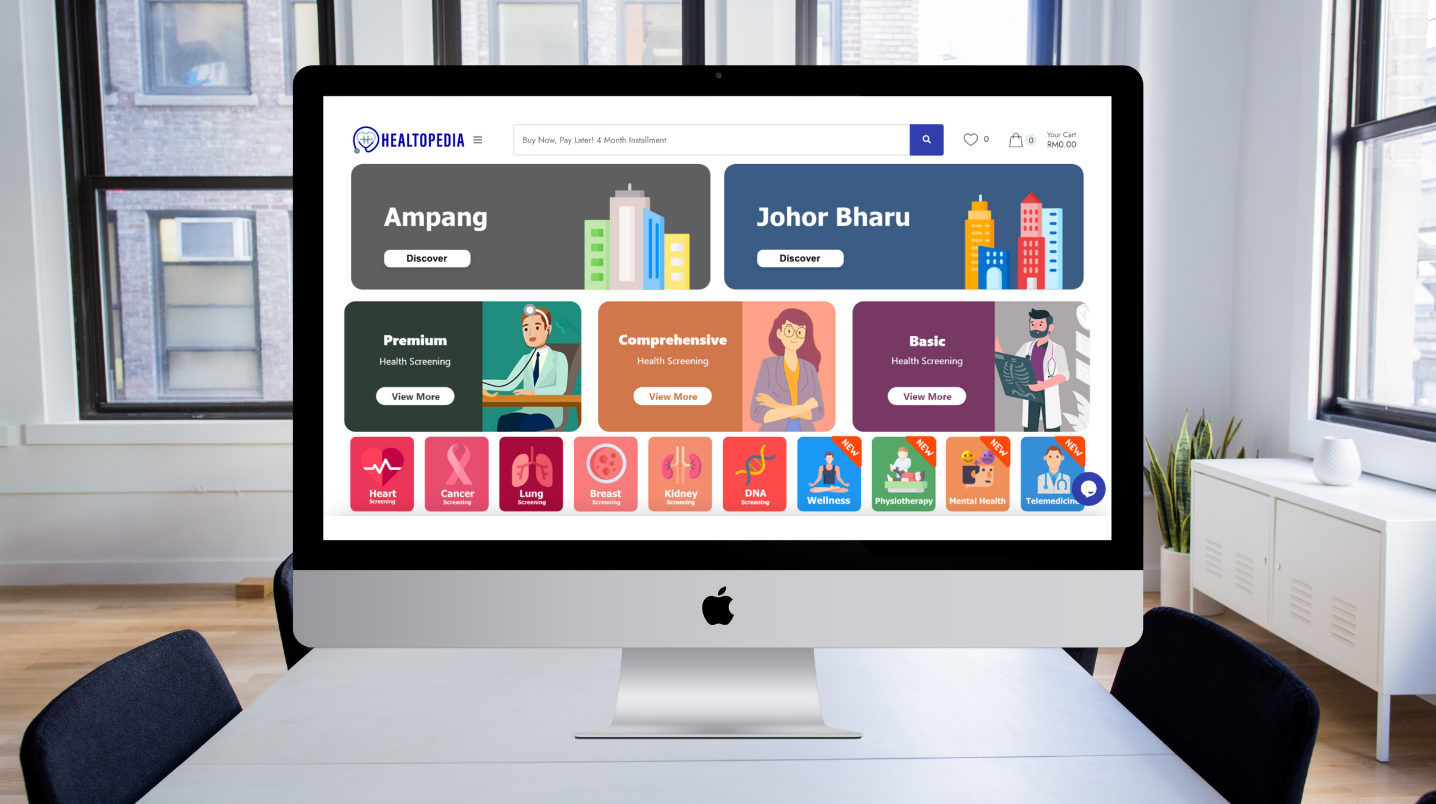 HEALTOPEDIA
Buy Now, Pay Later! 4 Month Installment
0
0
Your Cart
RM0.00
Ampang
Discover
Johor Bharu
Discover
Premium
Health Screening
View More
Comprehensive
Health Screening
View More
Basic
Health Screening
View More
Heart
Screening
Cancer
Screening
Lung
Screening
Breast
Screening
Kidney
Screening
DNA
Screening
NEW
Wellness
NEW
Physiotherapy
NEW
Mental Health
NEW
Telemedicine